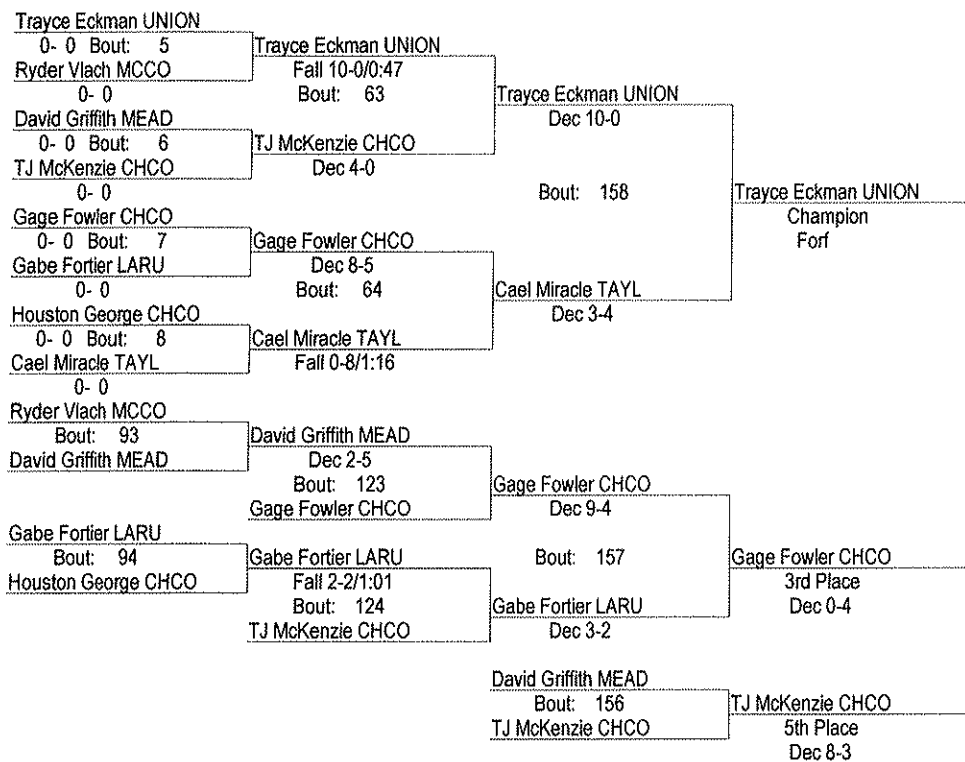 Trayce Eckman UNION
0- 0 Bout: 5
Ryder Vlach MCCO
0- 0
David Griffith MEAD
0- 0 Bout: 6
TJ McKenzie CHCO
0- 0
Gage Fowler CHCO
0- 0 Bout: 7
Gabe Fortier LARU
0- 0
Houston George CHCO
0- 0 Bout: 8
Cael Miracle TAYL
0- 0
Trayce Eckman UNION
Fall 10-0/0:47
Bout: 63
TJ McKenzie CHCO
Dec 4-0
Gage Fowler CHCO
Dec 8-5
Bout: 64
Cael Miracle TAYL
Fall 0-8/1:16
Trayce Eckman UNION
Dec 10-0
Bout: 158
Cael Miracle TAYL
Dec 3-4
Trayce Eckman UNION
Champion
Forf
Ryder Vlach MCCO
Bout: 93
David Griffith MEAD
Gabe Fortier LARU
Bout: 94
Houston George CHCO
David Griffith MEAD
Dec 2-5
Bout: 123
Gage Fowler CHCO
Gabe Fortier LARU
Fall 2-2/1:01
Bout: 124
TJ McKenzie CHCO
Gage Fowler CHCO
Dec 9-4
Bout: 157
Gabe Fortier LARU
Dec 3-2
Gage Fowler CHCO
3rd Place
Dec 0-4
David Griffith MEAD
Bout: 156
TJ McKenzie CHCO
TJ McKenzie CHCO
5th Place
Dec 8-3